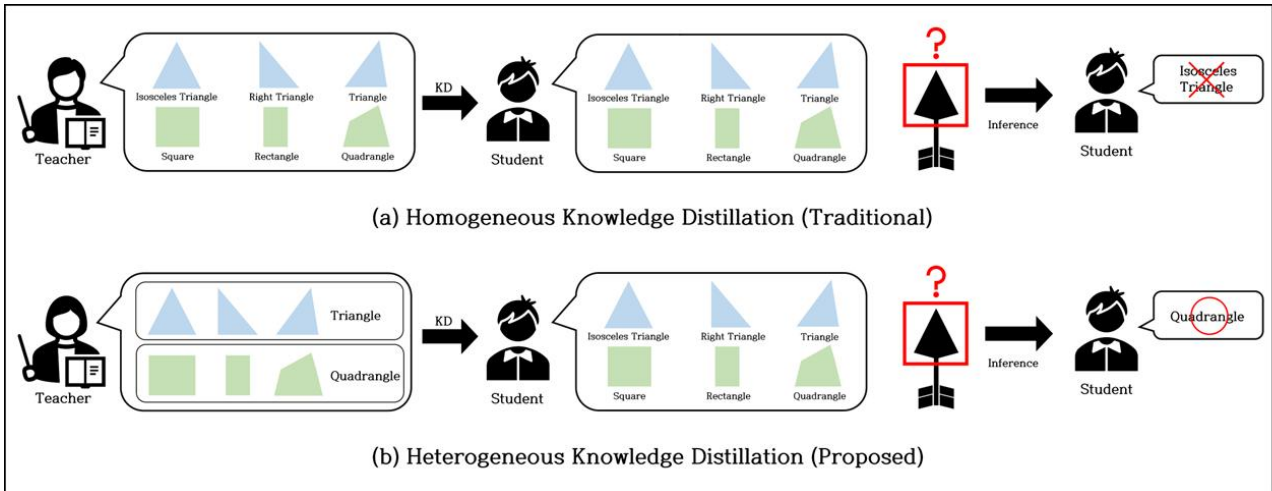 Isosceles Triangle Right Triangle Triangle
Square Rectangle Quadrangle
Teacher
KD
Student
Isosceles Triangle Right Triangle Triangle
Square Rectangle Quadrangle
?
Inference
Student
Isosceles
Triangle
(a) Homogeneous Knowledge Distillation (Traditional)
Triangle
Quadrangle
Teacher
KD
Student
Isosceles Triangle Right Triangle Triangle
Square Rectangle Quadrangle
?
Inference
Student
Quadrangle
(b) Heterogeneous Knowledge Distillation (Proposed)